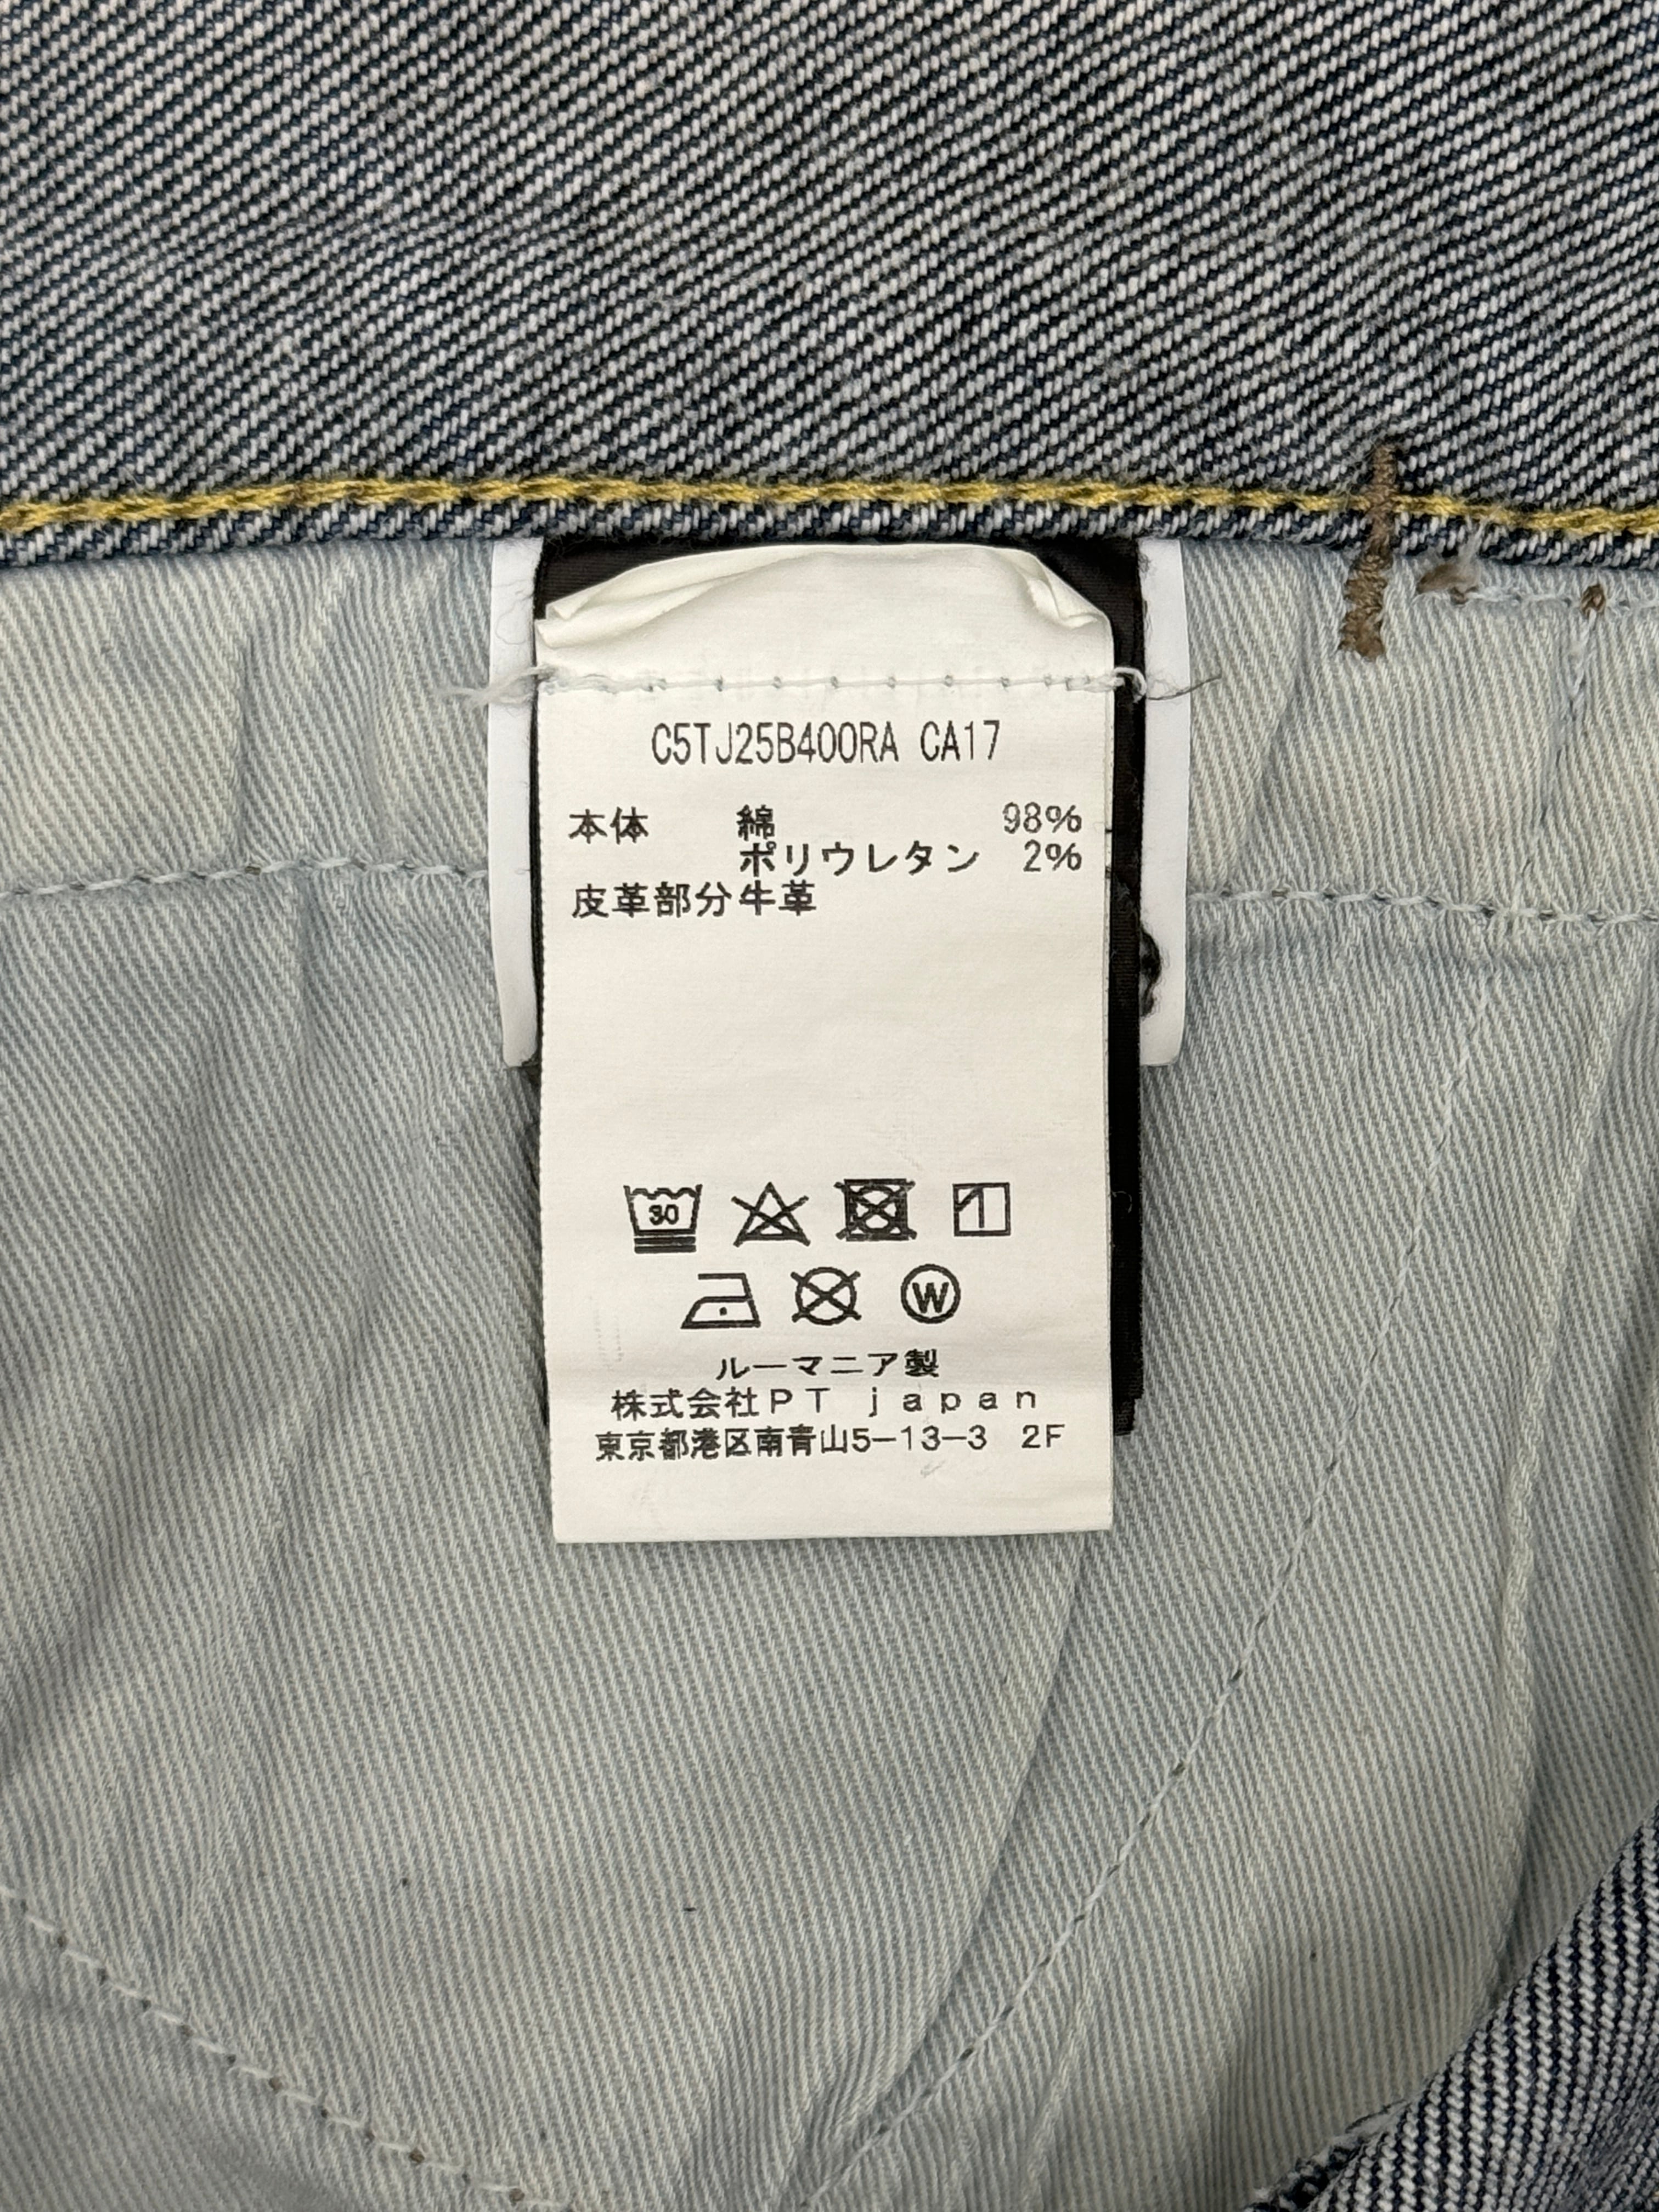 C5TJ25B400RA CA17
本体 綿 98%
ポリウレタン 2%
皮革部分牛革
30
W
ルーマニア製
株式会社PT japan
東京都港区南青山5-13-3 2F